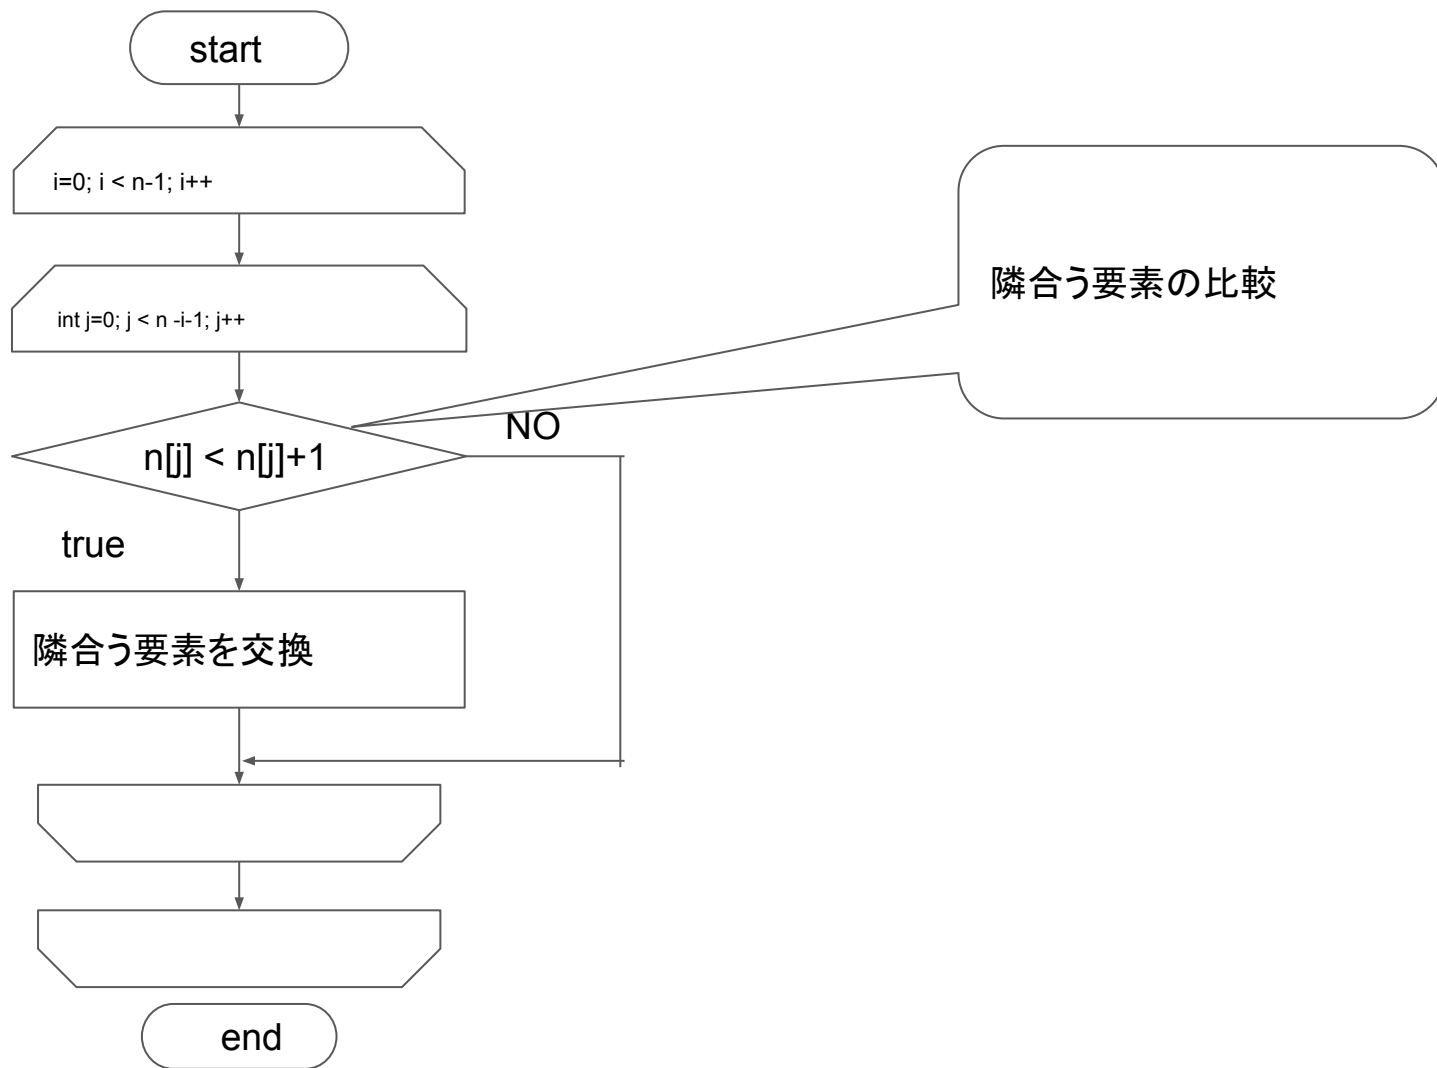 start
i=0; i < n-1; i++
int j=0; j < n -i-1; j++
隣合う要素の比較
n[j] < n[j]+1
NO
true
隣合う要素を交換
end